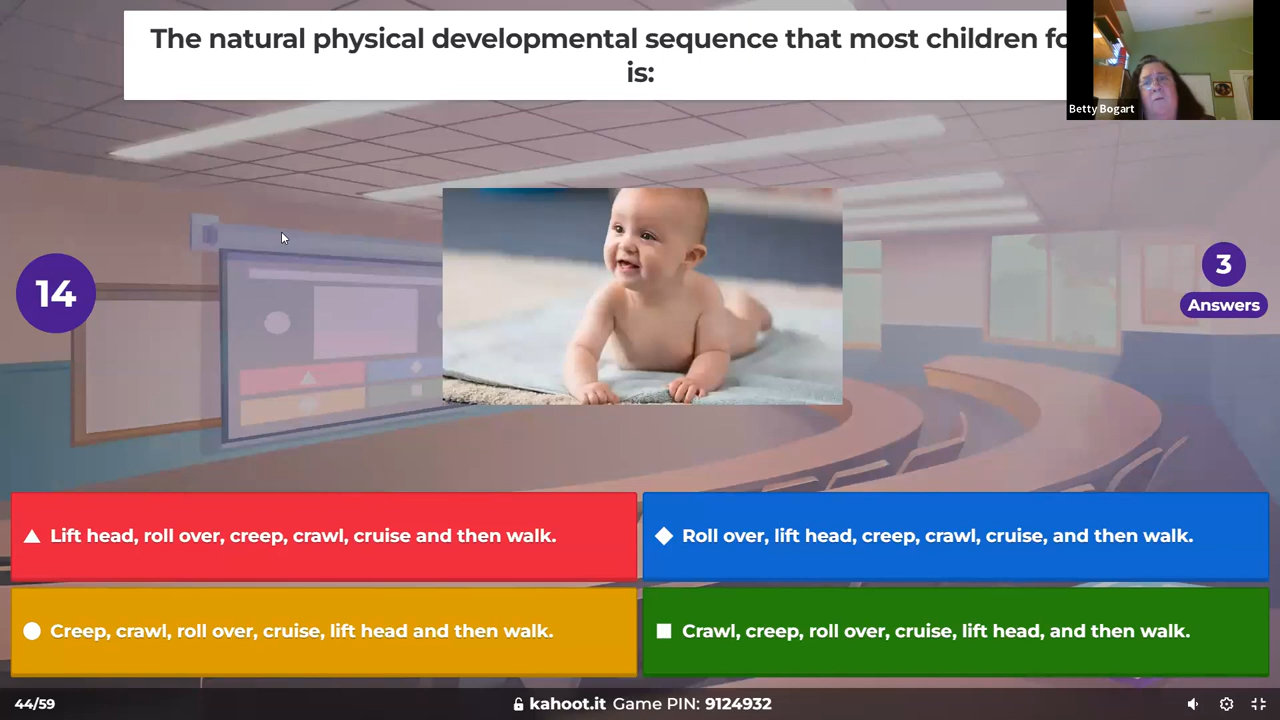 The natural physical developmental sequence that most children
is:
Betty Bogart
14
3
Answers
Lift head, roll over, creep, crawl, cruise and then walk.
Roll over, lift head, creep, crawl, cruise, and then walk.
Creep, crawl, roll over, cruise, lift head and then walk.
Crawl, creep, roll over, cruise, lift head, and then walk.
44/59
kahoot.it Game PIN: 9124932